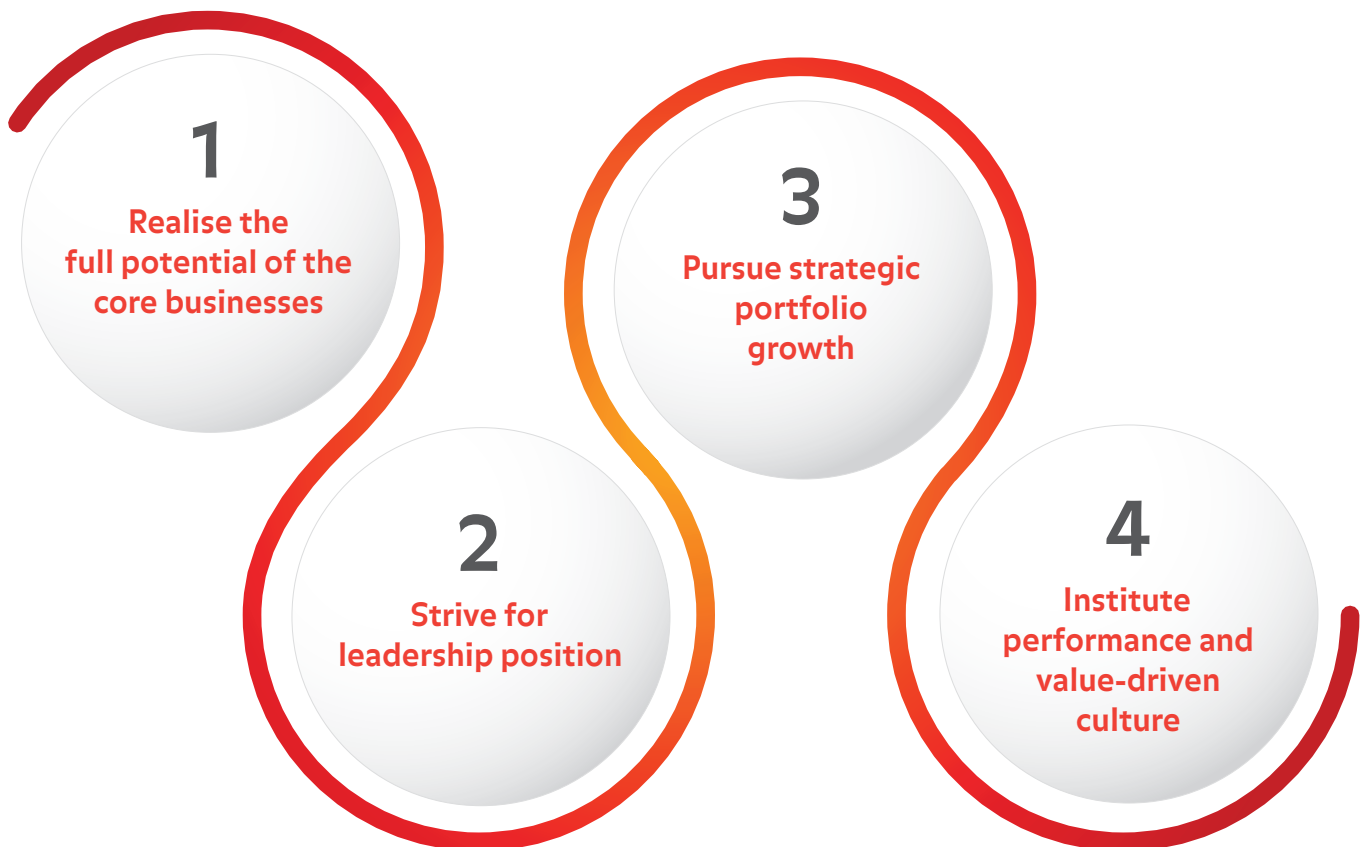 1
Realise the
full potential of the
core businesses
2
Strive for
leadership position
3
Pursue strategic
portfolio
growth
4
Institute
performance and
value-driven
culture